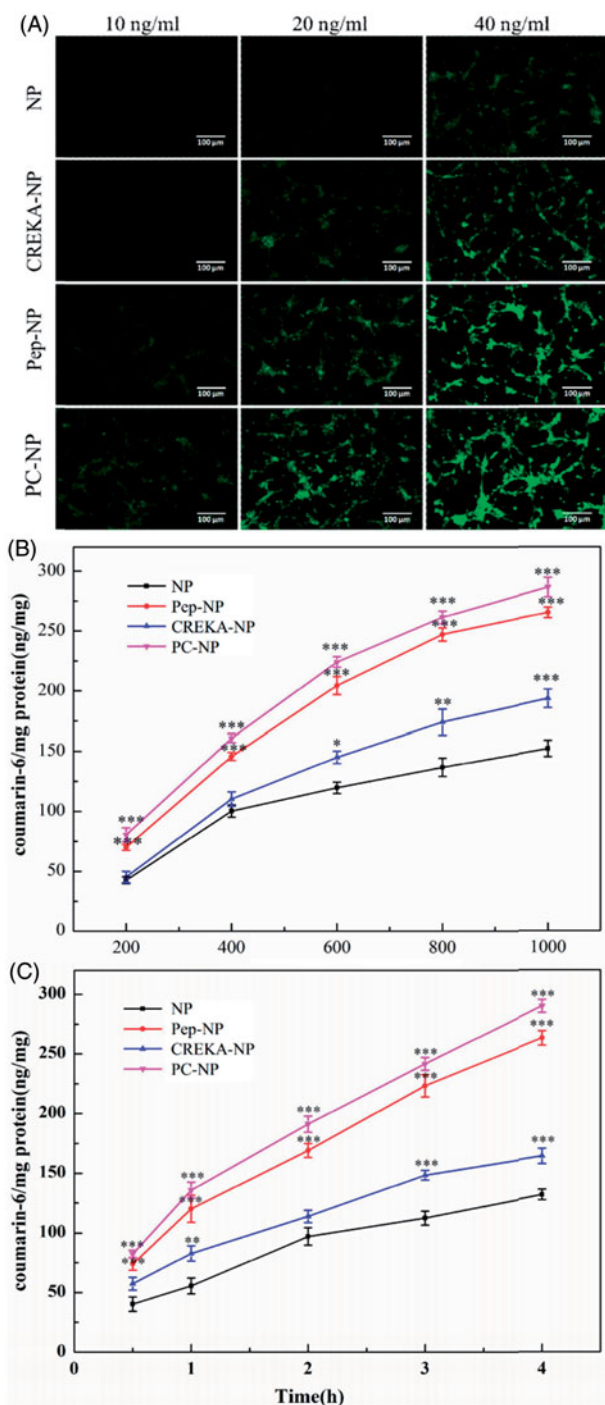 (A)
10 ng/ml 20 ng/ml 40 ng/ml
NP
100 µm 100 µm 100 µm
CREKA-NP
100 µm 100 µm 100 µm
Pep-NP
100 µm 100 µm 100 µm
PC-NP
100 µm 100 µm 100 µm
(B)
coumarin-6/mg protein(ng/mg)
300
250
200
150
100
50
0
NP
Pep-NP
CREKA-NP
PC-NP
*** *** *** *** ***
*** *** *** *** ***
* ** ***
200 400 600 800 1000
(C)
coumarin-6/mg protein(ng/mg)
300
250
200
150
100
50
0
NP
Pep-NP
CREKA-NP
PC-NP
*** *** *** *** ***
*** *** *** *** ***
** *** ***
0 1 2 3 4
Time(h)